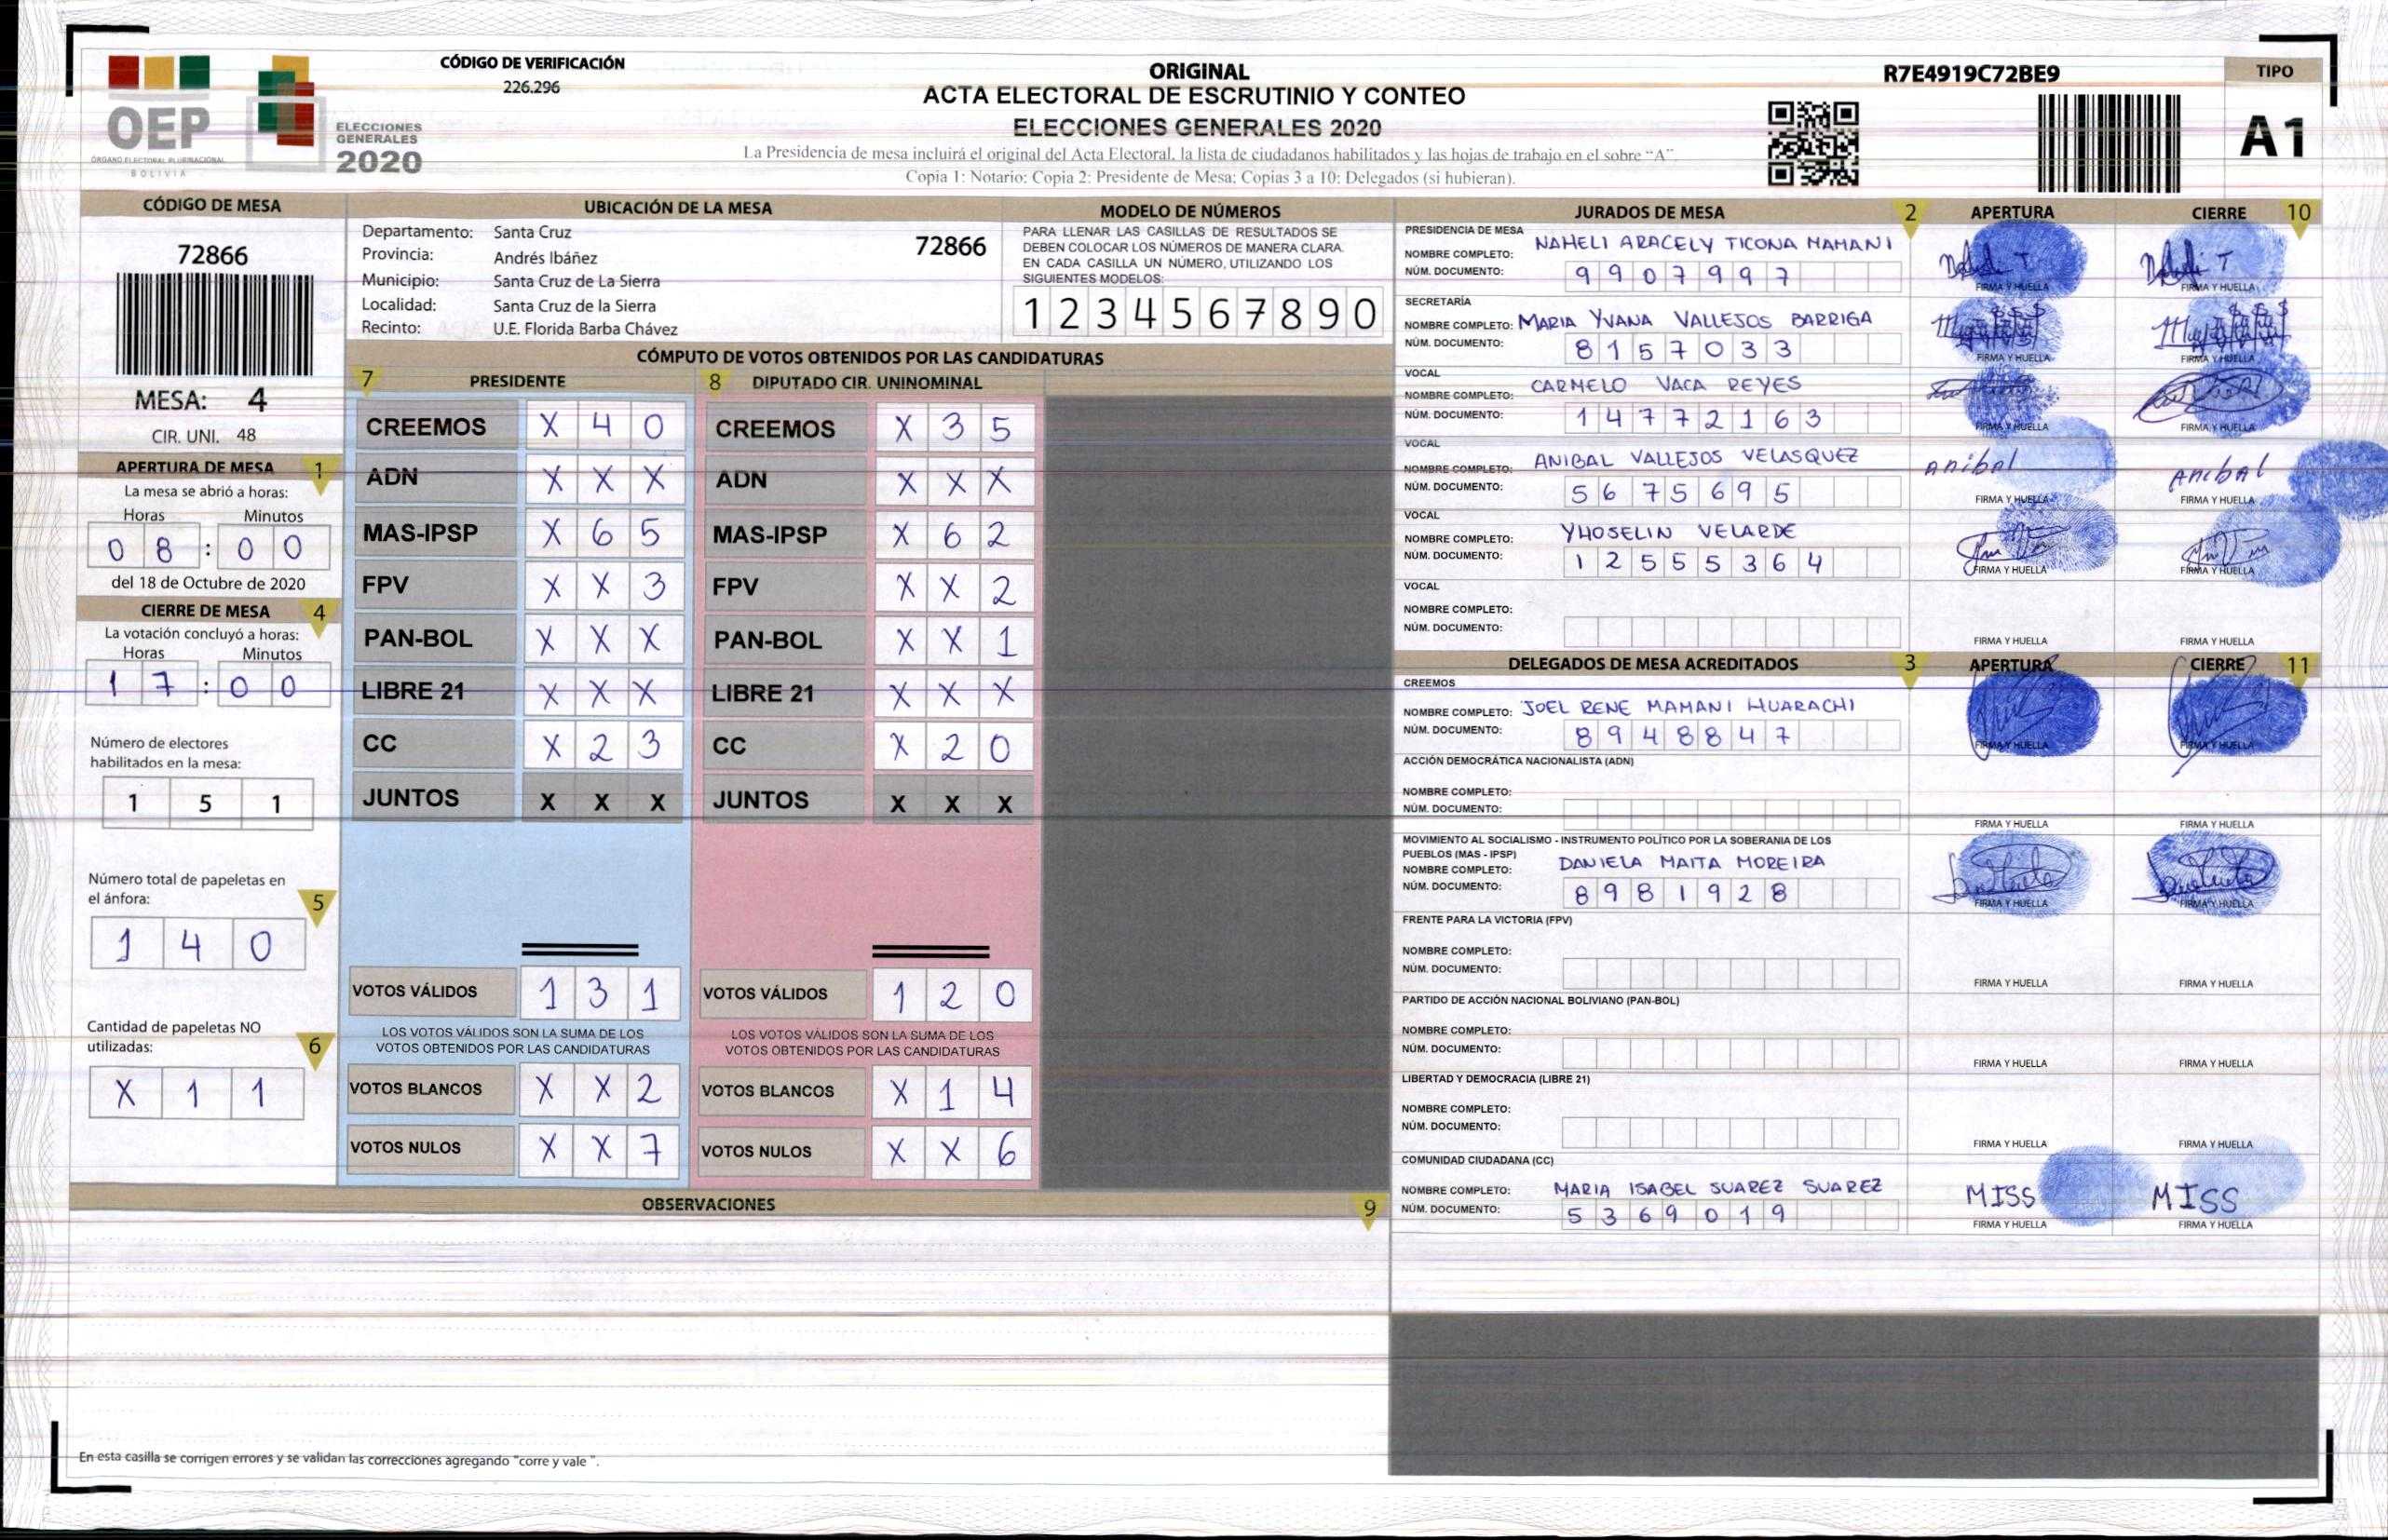 OEP
ÓRGANO ELECTORAL PLURINACIONAL
BOLIVIA
ELECCIONES
GENERALES
2020
CÓDIGO DE VERIFICACIÓN
226.296
ORIGINAL
ACTA ELECTORAL DE ESCRUTINIO Y CONTEO
ELECCIONES GENERALES 2020
La Presidencia de mesa incluirá el original del Acta Electoral, la lista de ciudadanos habilitados y las hojas de trabajo en el sobre "A".
Copia 1: Notario; Copia 2: Presidente de Mesa; Copias 3 a 10: Delegados (si hubieran).
R7E4919C72BE9
TIPO
A1
CÓDIGO DE MESA
72866
MESA: 4
CIR. UNI. 48
APERTURA DE MESA 1
La mesa se abrió a horas:
Horas Minutos
0 8 : 0 0
del 18 de Octubre de 2020
CIERRE DE MESA 4
La votación concluyó a horas:
Horas Minutos
1 7 : 0 0
Número de electores
habilitados en la mesa:
1 5 1
Número total de papeletas en
el ánfora: 5
1 4 0
Cantidad de papeletas NO
utilizadas: 6
X 1 1
UBICACIÓN DE LA MESA
Departamento: Santa Cruz
72866
Provincia: Andrés Ibáñez
Municipio: Santa Cruz de La Sierra
Localidad: Santa Cruz de la Sierra
Recinto: U.E. Florida Barba Chávez
MODELO DE NÚMEROS
PARA LLENAR LAS CASILLAS DE RESULTADOS SE
DEBEN COLOCAR LOS NÚMEROS DE MANERA CLARA.
EN CADA CASILLA UN NÚMERO, UTILIZANDO LOS
SIGUIENTES MODELOS:
1 2 3 4 5 6 7 8 9 0
CÓMPUTO DE VOTOS OBTENIDOS POR LAS CANDIDATURAS
7 PRESIDENTE 8 DIPUTADO CIR. UNINOMINAL
CREEMOS X 4 0 CREEMOS X 3 5
ADN X X X ADN X X X
MAS-IPSP X 6 5 MAS-IPSP X 6 2
FPV X X 3 FPV X X 2
PAN-BOL X X X PAN-BOL X X 1
LIBRE 21 X X X LIBRE 21 X X X
CC X 2 3 CC X 2 0
JUNTOS X X X JUNTOS X X X
VOTOS VÁLIDOS 1 3 1 VOTOS VÁLIDOS 1 2 0
LOS VOTOS VÁLIDOS SON LA SUMA DE LOS LOS VOTOS VÁLIDOS SON LA SUMA DE LOS
VOTOS OBTENIDOS POR LAS CANDIDATURAS VOTOS OBTENIDOS POR LAS CANDIDATURAS
VOTOS BLANCOS X X 2 VOTOS BLANCOS X 1 4
VOTOS NULOS X X 7 VOTOS NULOS X X 6
OBSERVACIONES 9
En esta casilla se corrigen errores y se validan las correcciones agregando "corre y vale ".
JURADOS DE MESA 2 APERTURA CIERRE 10
PRESIDENCIA DE MESA
NOMBRE COMPLETO: NAHELI ARACELY TICONA MAMANI
NÚM. DOCUMENTO: 9907997
FIRMA Y HUELLA FIRMA Y HUELLA
SECRETARÍA
NOMBRE COMPLETO: MARIA YVANA VALLEJOS BARRIGA
NÚM. DOCUMENTO: 8157033
FIRMA Y HUELLA FIRMA Y HUELLA
VOCAL
NOMBRE COMPLETO: CARMELO VACA REYES
NÚM. DOCUMENTO: 14772163
FIRMA Y HUELLA FIRMA Y HUELLA
VOCAL
NOMBRE COMPLETO: ANIBAL VALLEJOS VELASQUEZ
Anibal Anibal
NÚM. DOCUMENTO: 5675695
FIRMA Y HUELLA FIRMA Y HUELLA
VOCAL
NOMBRE COMPLETO: YHOSELIN VELARDE
NÚM. DOCUMENTO: 12555364
FIRMA Y HUELLA FIRMA Y HUELLA
VOCAL
NOMBRE COMPLETO:
NÚM. DOCUMENTO:
FIRMA Y HUELLA FIRMA Y HUELLA
DELEGADOS DE MESA ACREDITADOS 3 APERTURA CIERRE 11
CREEMOS
NOMBRE COMPLETO: JOEL RENE MAMANI HUARACHI
NÚM. DOCUMENTO: 8948847
FIRMA Y HUELLA FIRMA Y HUELLA
ACCIÓN DEMOCRÁTICA NACIONALISTA (ADN)
NOMBRE COMPLETO:
NÚM. DOCUMENTO:
FIRMA Y HUELLA FIRMA Y HUELLA
MOVIMIENTO AL SOCIALISMO - INSTRUMENTO POLÍTICO POR LA SOBERANIA DE LOS
PUEBLOS (MAS - IPSP)
NOMBRE COMPLETO: DANIELA MAITA MOREIRA
NÚM. DOCUMENTO: 8981928
FIRMA Y HUELLA FIRMA Y HUELLA
FRENTE PARA LA VICTORIA (FPV)
NOMBRE COMPLETO:
NÚM. DOCUMENTO:
FIRMA Y HUELLA FIRMA Y HUELLA
PARTIDO DE ACCIÓN NACIONAL BOLIVIANO (PAN-BOL)
NOMBRE COMPLETO:
NÚM. DOCUMENTO:
FIRMA Y HUELLA FIRMA Y HUELLA
LIBERTAD Y DEMOCRACIA (LIBRE 21)
NOMBRE COMPLETO:
NÚM. DOCUMENTO:
FIRMA Y HUELLA FIRMA Y HUELLA
COMUNIDAD CIUDADANA (CC)
NOMBRE COMPLETO: MARIA ISABEL SUAREZ SUAREZ
MISS MISS
NÚM. DOCUMENTO: 5369019
FIRMA Y HUELLA FIRMA Y HUELLA